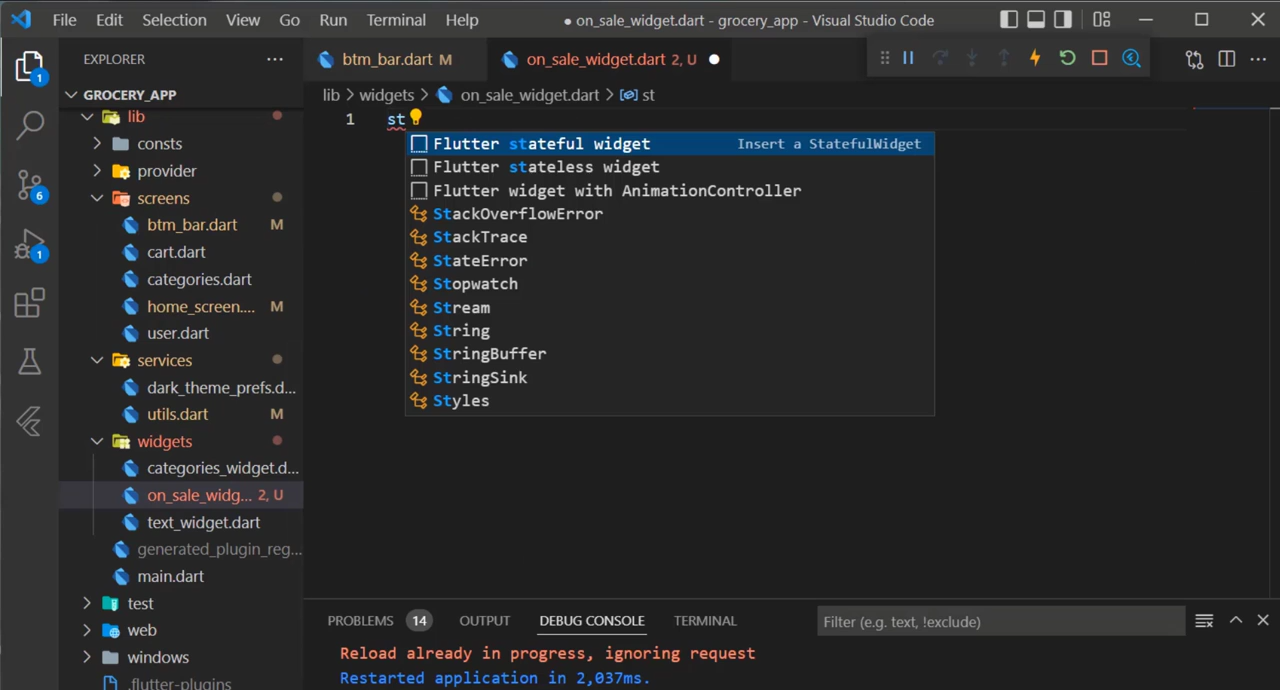 File Edit Selection View Go Run Terminal Help
● on_sale_widget.dart - grocery_app - Visual Studio Code
EXPLORER ...
GROCERY_APP
lib
consts
provider
screens
btm_bar.dart M
cart.dart
categories.dart
home_screen.... M
user.dart
services
dark_theme_prefs.d...
utils.dart M
widgets
categories_widget.d...
on_sale_widg... 2, U
text_widget.dart
generated_plugin_reg...
main.dart
test
web
windows
.flutter-plugins
1
6
1
btm_bar.dart M
on_sale_widget.dart 2, U
lib > widgets > on_sale_widget.dart > st
1 st
Flutter stateful widget Insert a StatefulWidget
Flutter stateless widget
Flutter widget with AnimationController
StackOverflowError
StackTrace
StateError
Stopwatch
Stream
String
StringBuffer
StringSink
Styles
PROBLEMS 14 OUTPUT DEBUG CONSOLE TERMINAL Filter (e.g. text, !exclude)
Reload already in progress, ignoring request
Restarted application in 2,037ms.